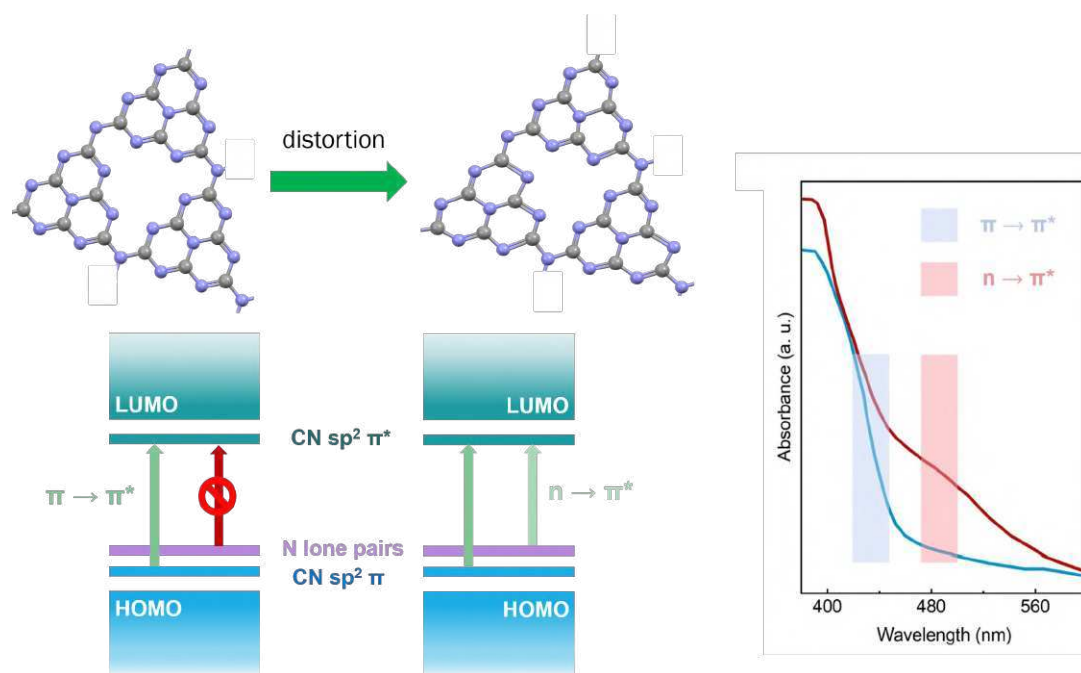 distortion
LUMO
LUMO
CN sp² π*
π → π*
n → π*
N lone pairs
CN sp² π
HOMO
HOMO
π → π*
n → π*
Absorbance (a. u.)
400
480
560
Wavelength (nm)